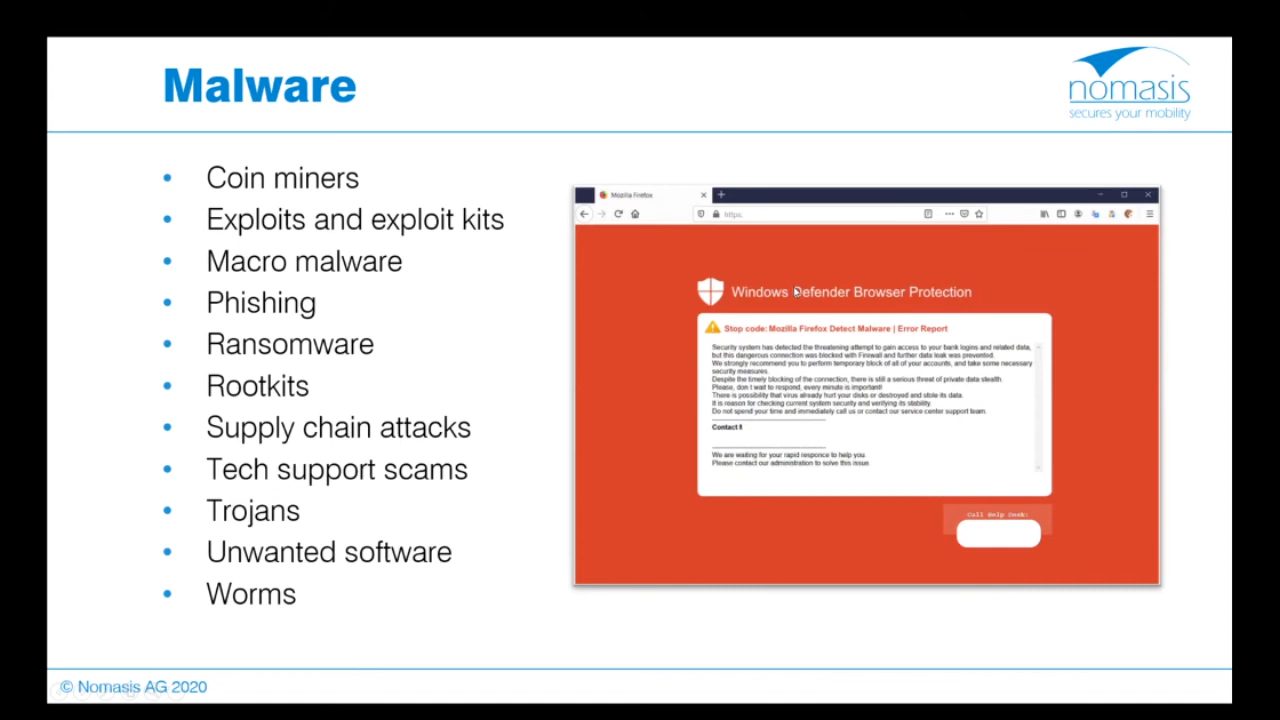 Malware
nomasis
secures your mobility
Coin miners
Exploits and exploit kits
Macro malware
Phishing
Ransomware
Rootkits
Supply chain attacks
Tech support scams
Trojans
Unwanted software
Worms
Mozilla Firefox
https.
Windows Defender Browser Protection
Stop code: Mozilla Firefox Detect Malware | Error Report
Security system has detected the threatening attempt to gain access to your bank logins and related data,
but this dangerous connection was blocked with Firewall and further data leak was prevented.
We strongly recommend you to perform temporary block of all of your accounts, and take some necessary
security measures.
Despite the timely blocking of the connection, there is still a serious threat of private data stealth.
Please, don t wait to respond, every minute is important!
There is possibility that virus already hurt your disks or destroyed and stole its data.
It is reason for checking current system security and verifying its stability.
Do not spend your time and immediately call us or contact our service center support team.
Contact
We are waiting for your rapid responce to help you.
Please contact our administration to solve this issue.
Call Help Desk:
© Nomasis AG 2020